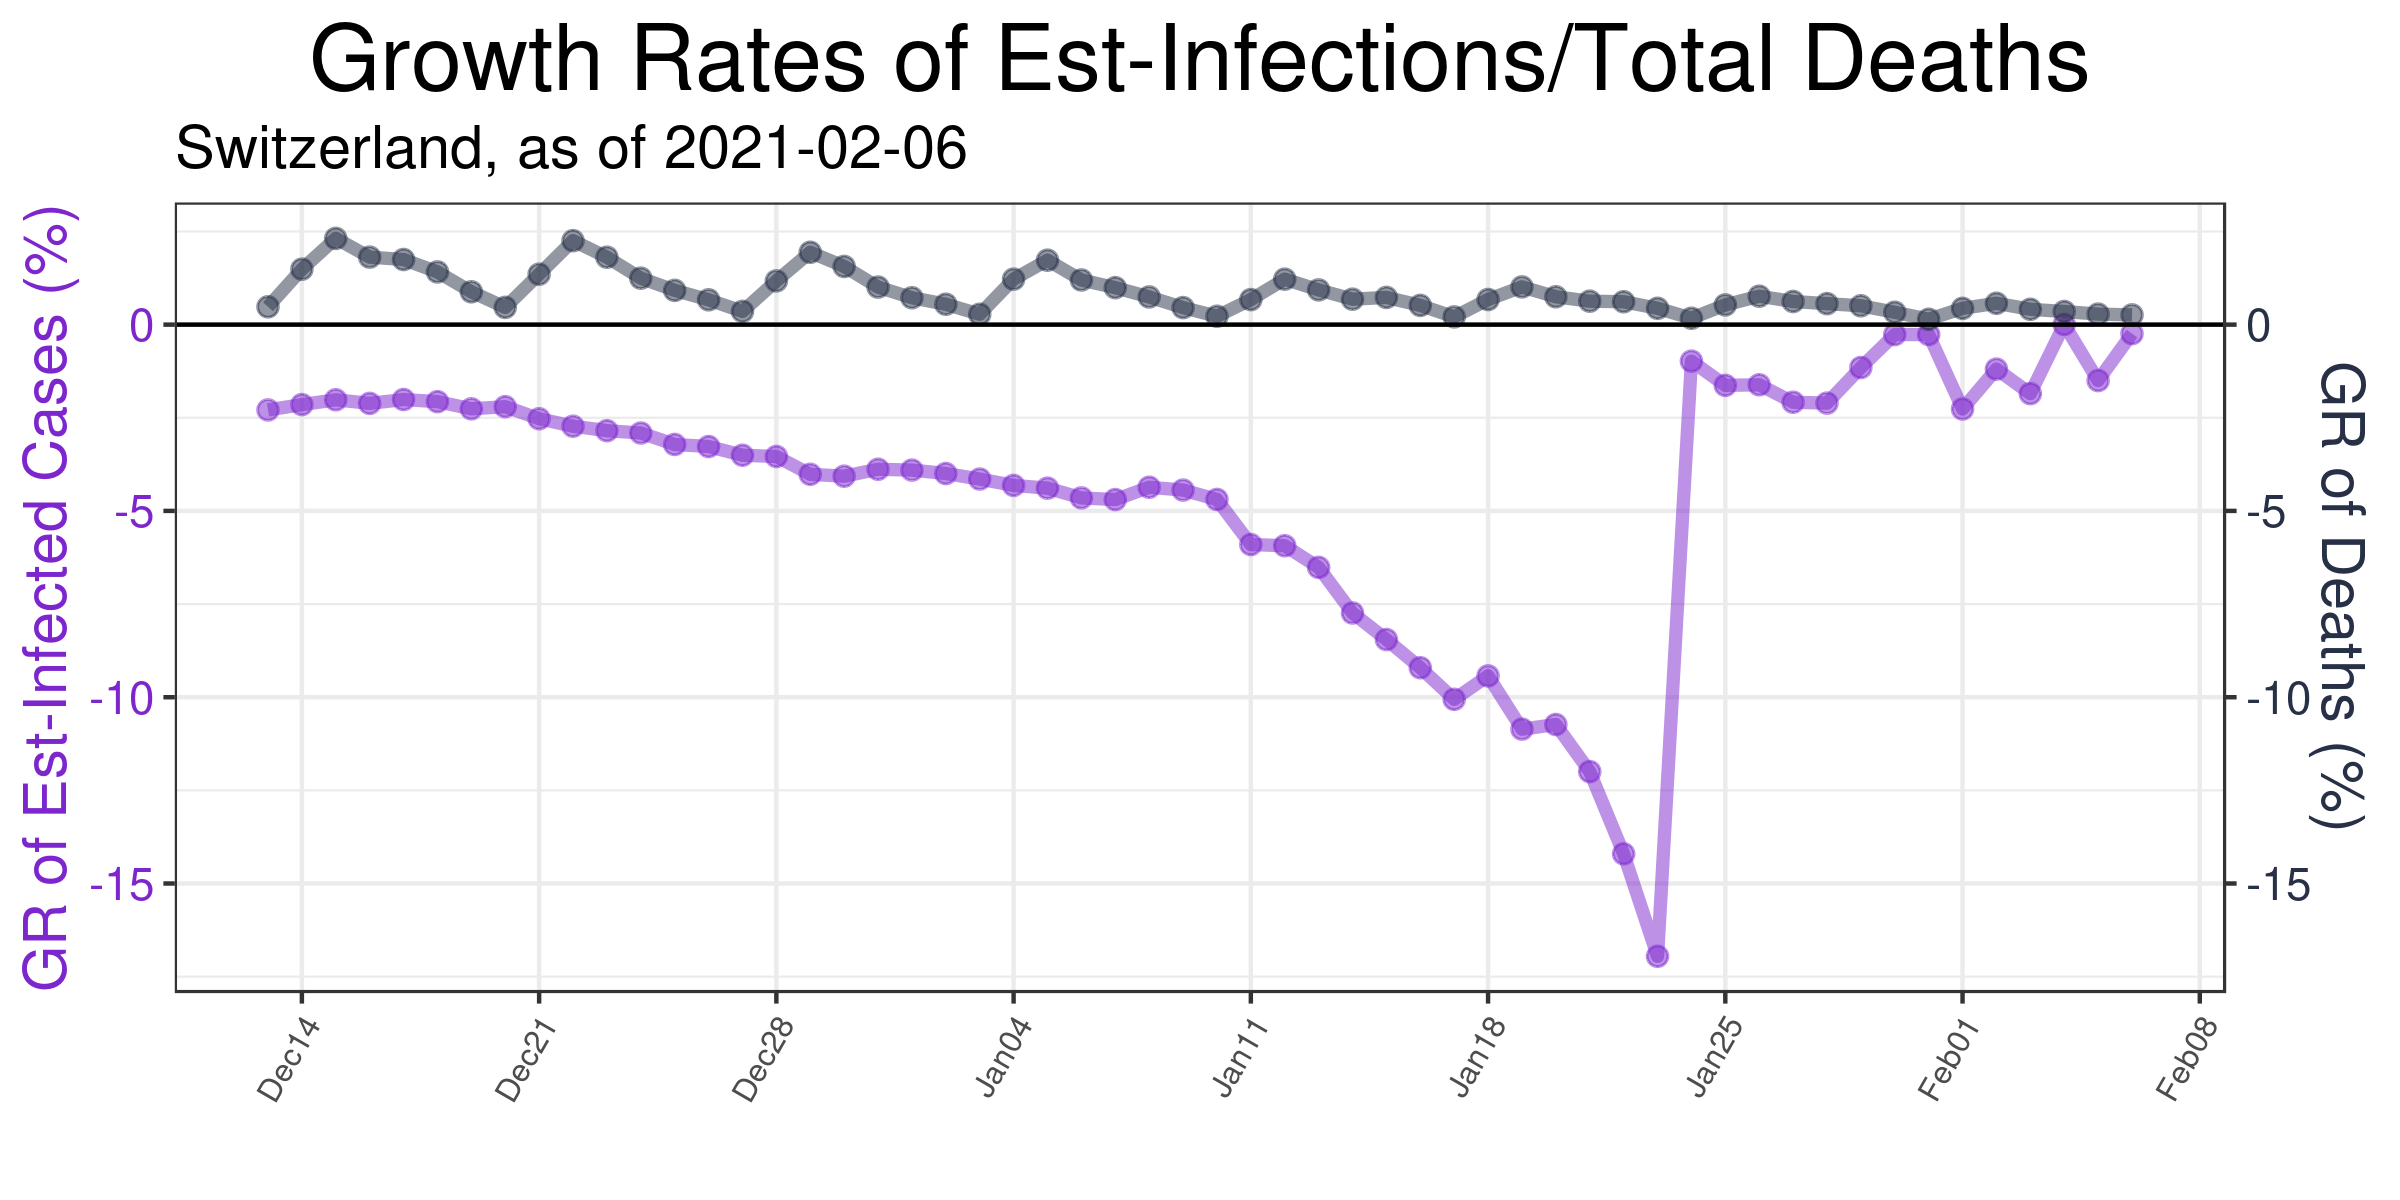 Growth Rates of Est-Infections/Total Deaths
Switzerland, as of 2021-02-06
GR of Est-Infected Cases (%)
0
-5
-10
-15
0
-5
-10
-15
GR of Deaths (%)
Dec14
Dec21
Dec28
Jan04
Jan11
Jan18
Jan25
Feb01
Feb08